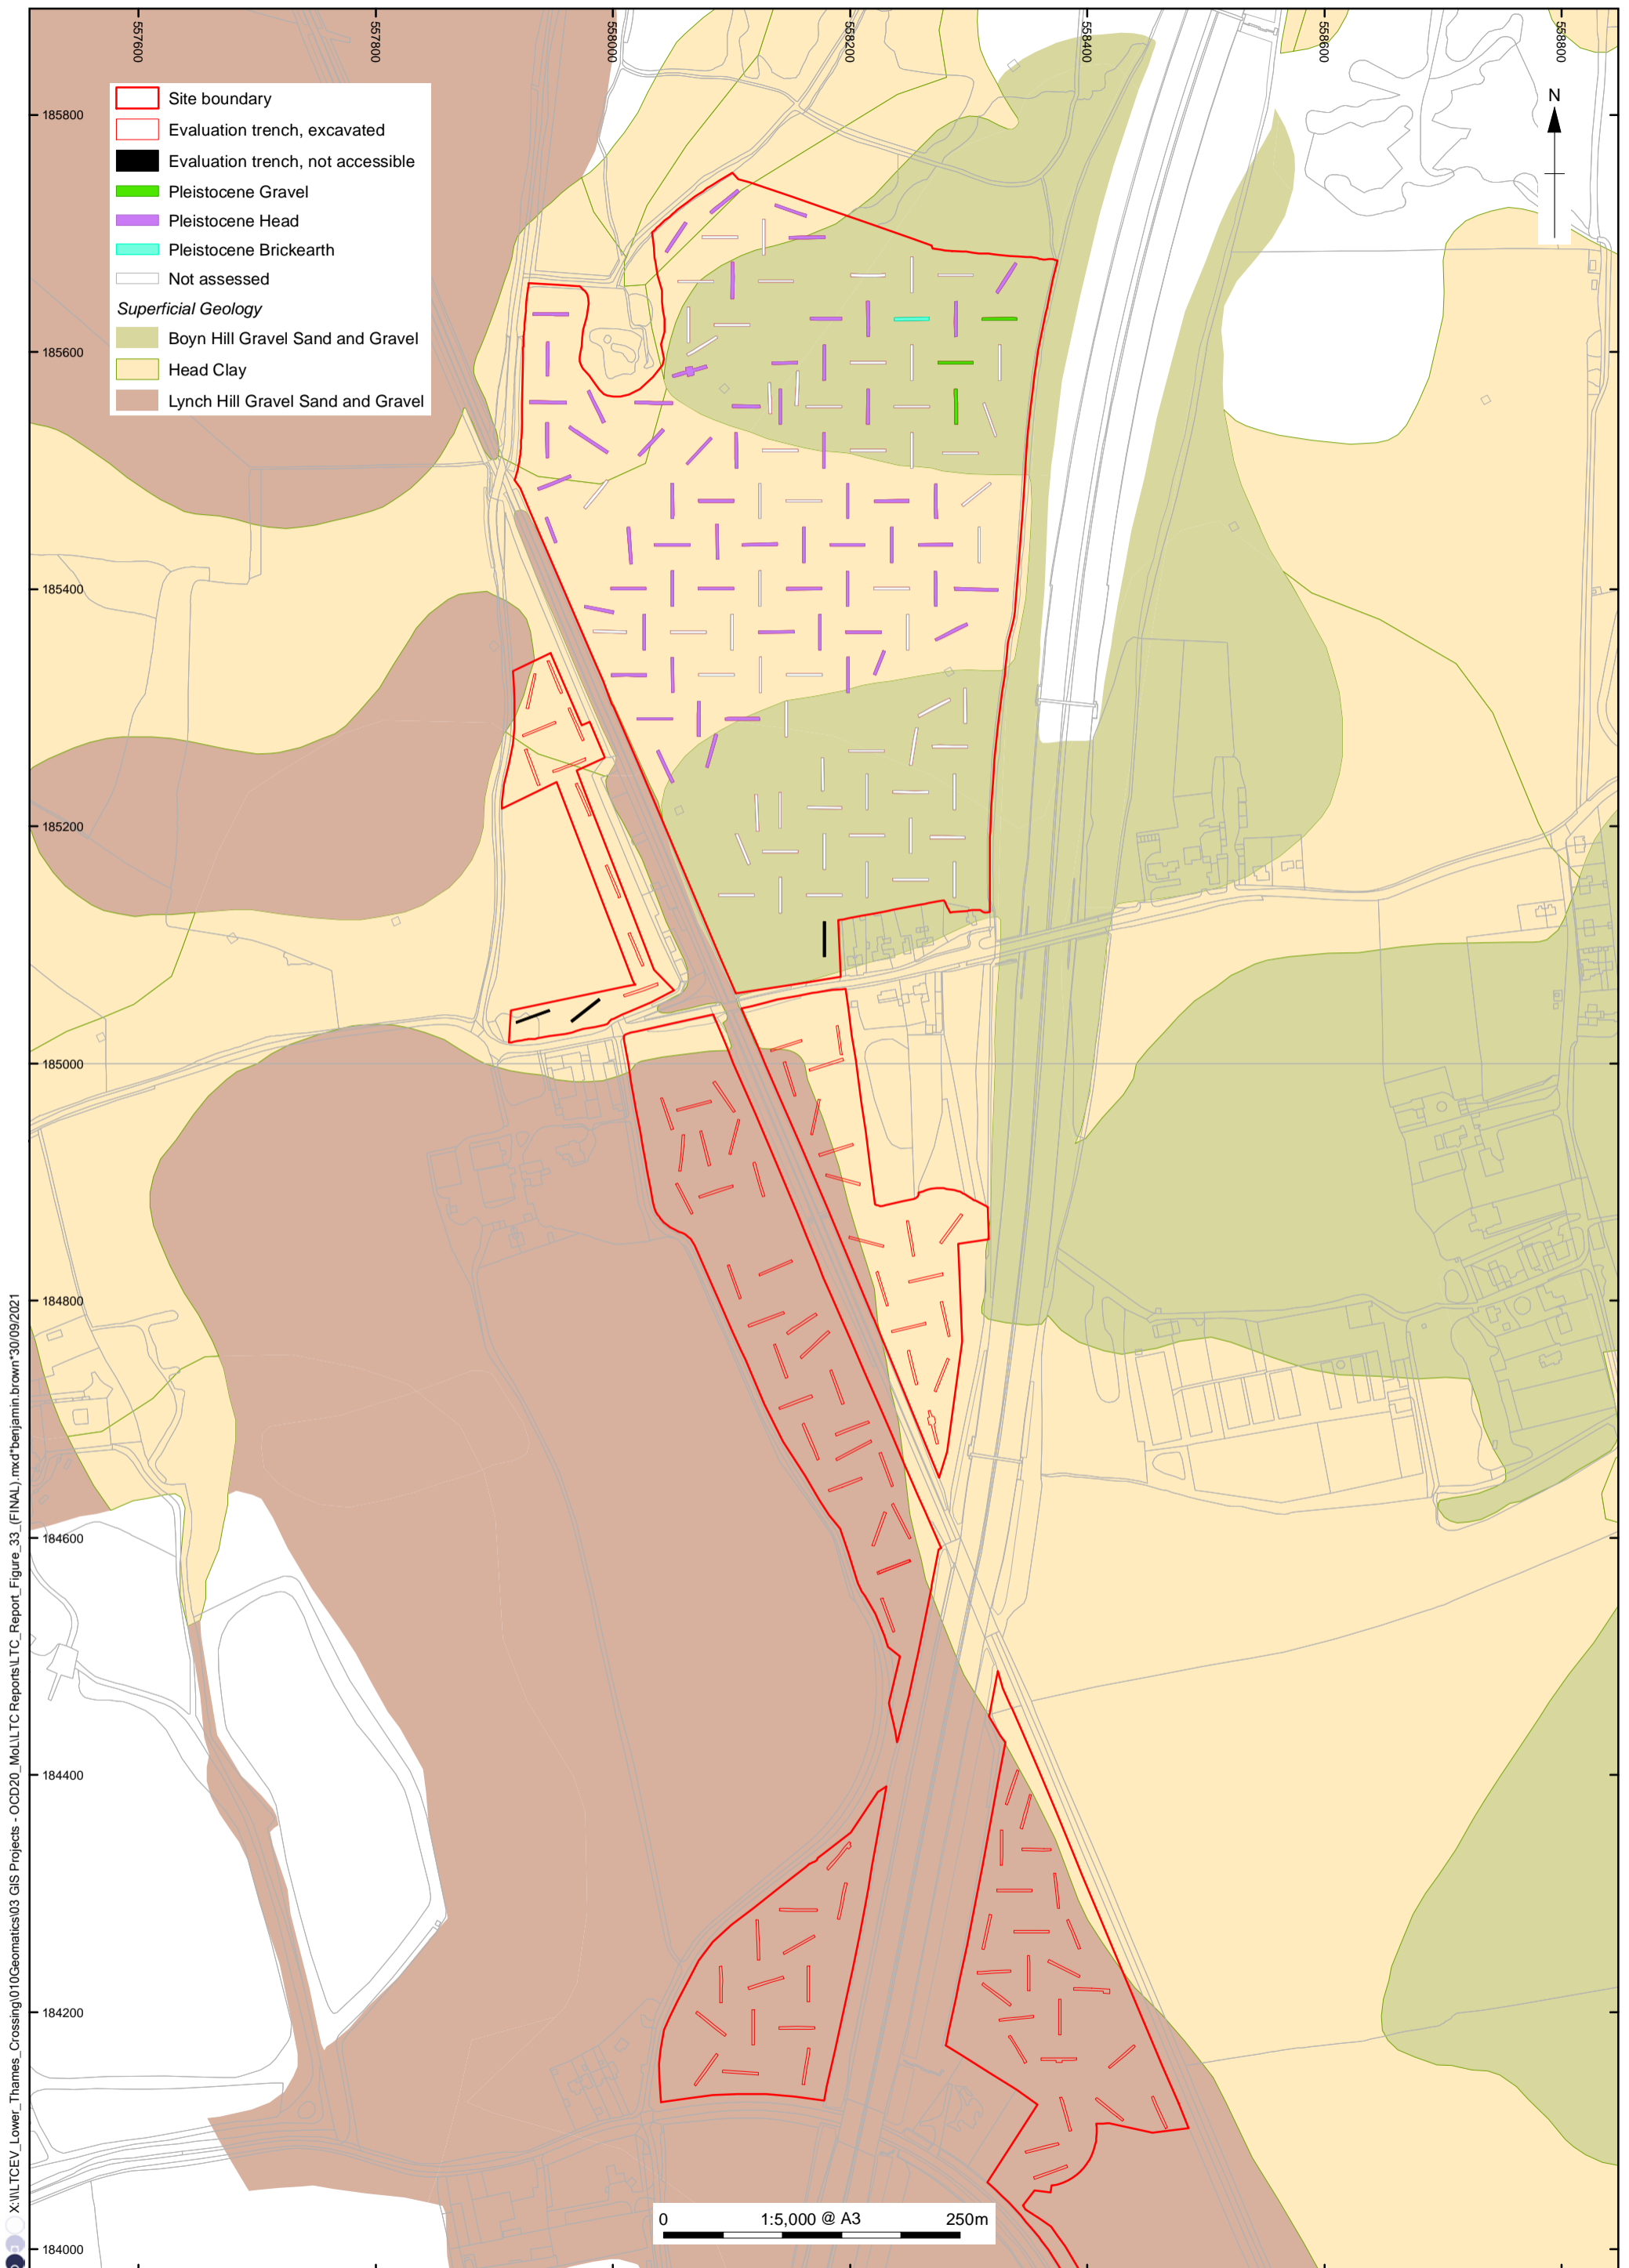 557600
557800
558000
558200
558400
558600
558800
185800
185600
185400
185200
185000
184800
184600
184400
184200
184000
Site boundary
Evaluation trench, excavated
Evaluation trench, not accessible
Pleistocene Gravel
Pleistocene Head
Pleistocene Brickearth
Not assessed
Superficial Geology
Boyn Hill Gravel Sand and Gravel
Head Clay
Lynch Hill Gravel Sand and Gravel
N
0 1:5,000 @ A3 250m
X:\I\LTCEV_Lower_Thames_Crossing\010Geomatics\03 GIS Projects - OCD20_MoL\LTC Reports\LTC_Report_Figure_33_(FINAL).mxd*benjamin.brown*30/09/2021